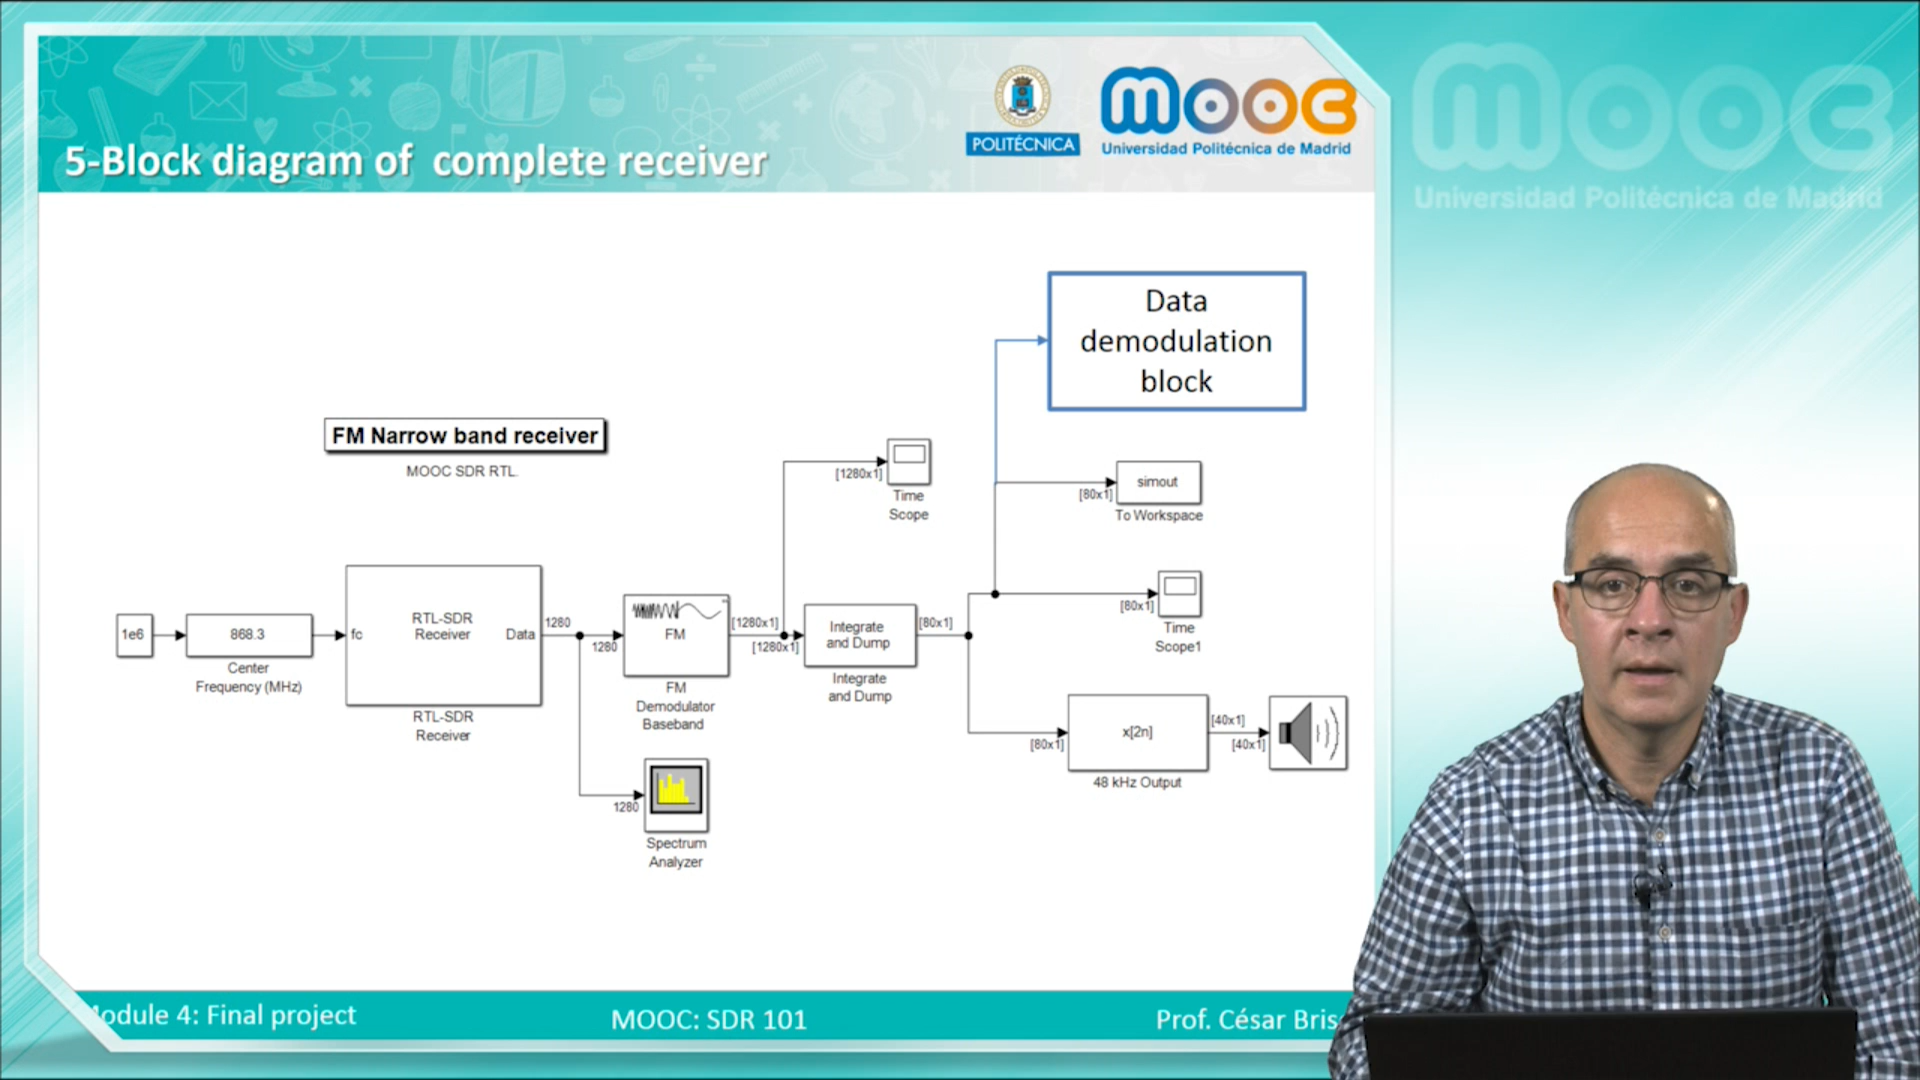 5-Block diagram of complete receiver
POLITÉCNICA
MOOC
Universidad Politécnica de Madrid
MOOC
Universidad Politécnica de Madrid
Data
demodulation
block
FM Narrow band receiver
MOOC SDR RTL.
[1280x1]
Time
Scope
simout
[80x1]
To Workspace
1e6
868.3
Center
Frequency (MHz)
fc
RTL-SDR
Receiver
Data
RTL-SDR
Receiver
1280
1280
FM
FM
Demodulator
Baseband
[1280x1]
[1280x1]
Integrate
and Dump
Integrate
and Dump
[80x1]
[80x1]
Time
Scope1
[80x1]
x[2n]
48 kHz Output
[40x1]
[40x1]
1280
Spectrum
Analyzer
Module 4: Final project
MOOC: SDR 101
Prof. César Bris